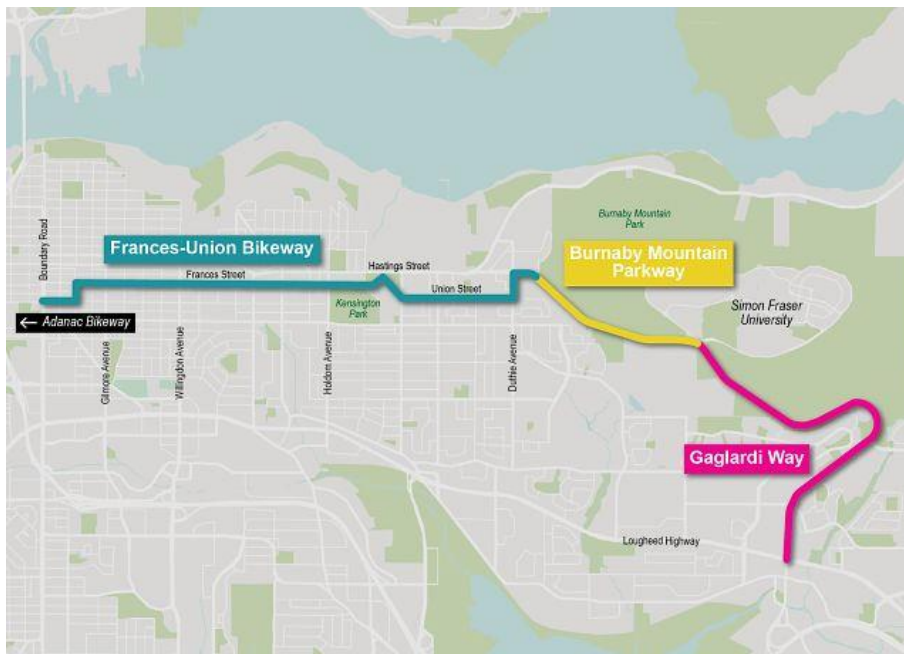 Burnaby Mountain
Park
Boundary Road
Frances-Union Bikeway
Burnaby Mountain
Parkway
Hastings Street
Frances Street
Union Street
Kensington
Park
Simon Fraser
University
← Adanac Bikeway
Gilmore Avenue
Willingdon Avenue
Holdom Avenue
Duthie Avenue
Gaglardi Way
Lougheed Highway